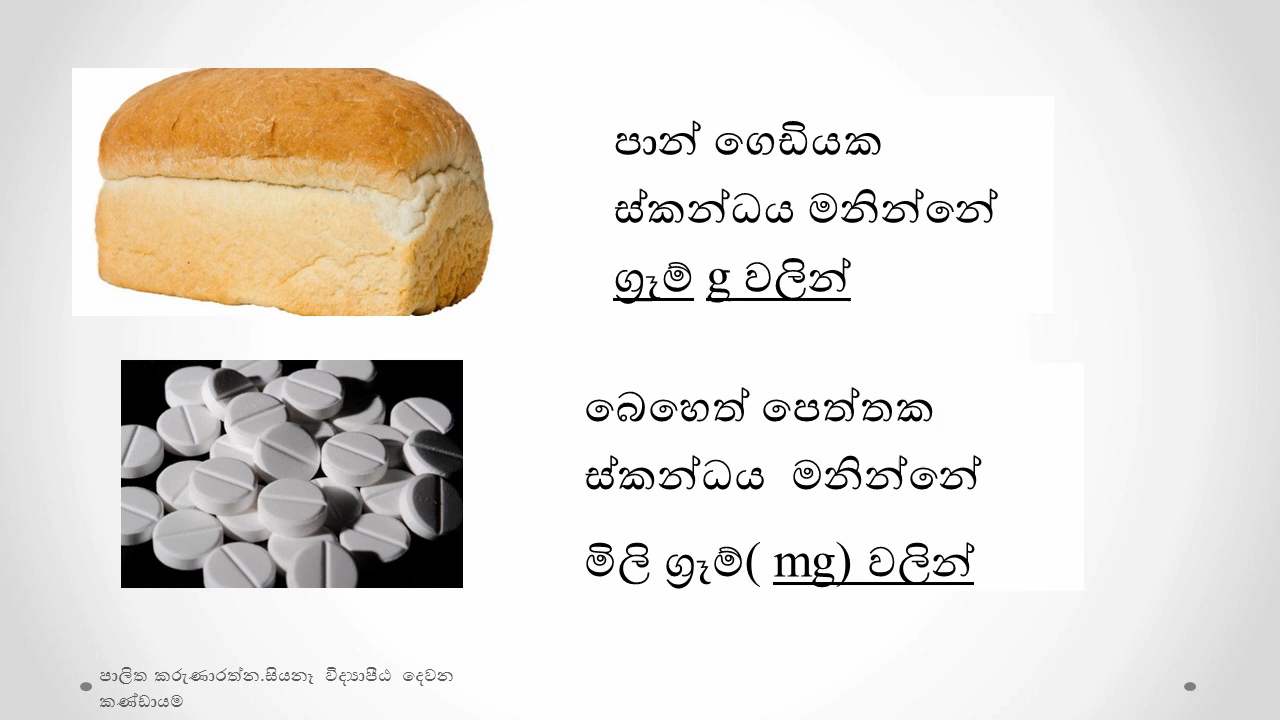 පාන් ගෙඩියක
ස්කන්ධය මනින්නේ
ග්‍රෑම් g වලින්
බෙහෙත් පෙත්තක
ස්කන්ධය මනින්නේ
මිලි ග්‍රෑම්( mg) වලින්
පාලිත කරුණාරත්න.සියනෑ විද්‍යාපීඨ දෙවන
කණ්ඩායම